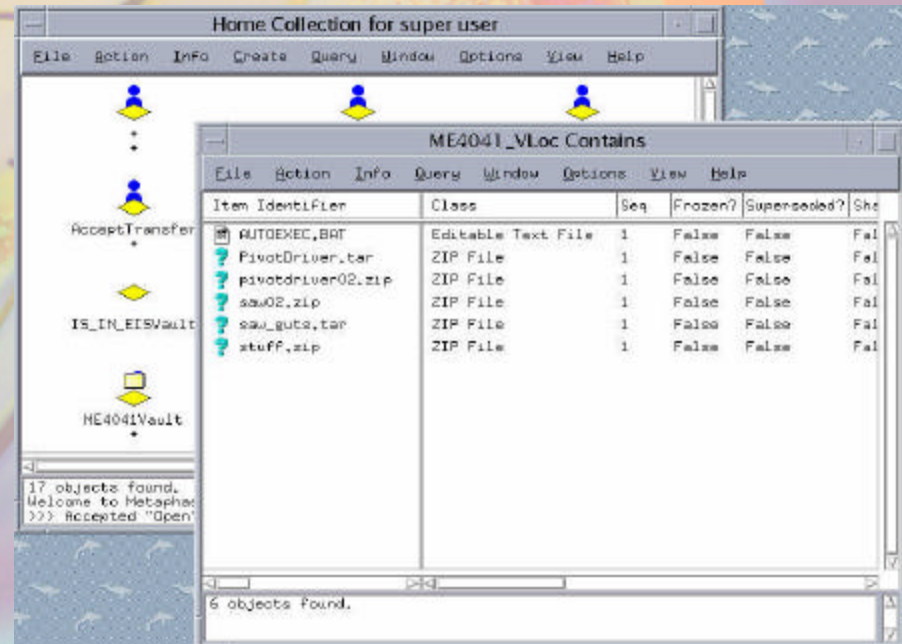 Home Collection for super user
File Action Info Create Query Window Options View Help
AcceptTransfer
IS_IN_EISVault
ME4041Vault
17 objects found.
Welcome to Metaphas
>>> Accepted "Open"
ME4041_VLoc Contains
File Action Info Query Window Options View Help
Item Identifier Class Seq Frozen? Superseded? Sha
AUTOEXEC.BAT Editable Text File 1 False False Fal
PivotDriver.tar ZIP File 1 False False Fal
pivotdriver02.zip ZIP File 1 False False Fal
saw02.zip ZIP File 1 False False Fal
saw_guts.tar ZIP File 1 False False Fal
stuff.zip ZIP File 1 False False Fal
6 objects found.